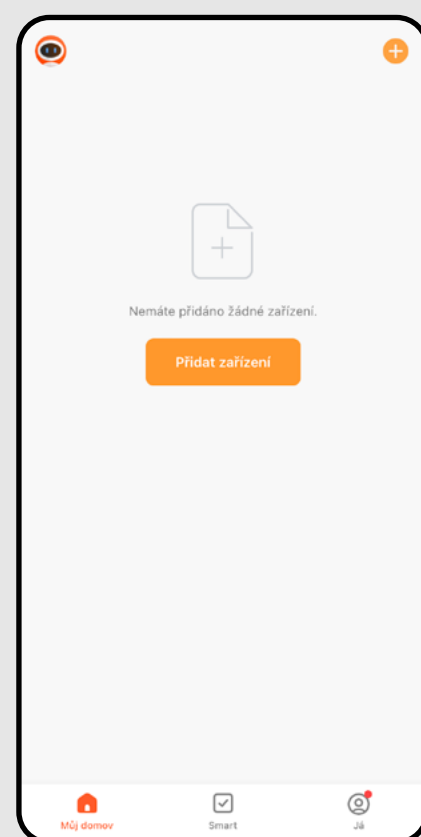 Nemáte přidáno žádné zařízení.
Přidat zařízení
Můj domov
Smart
Já